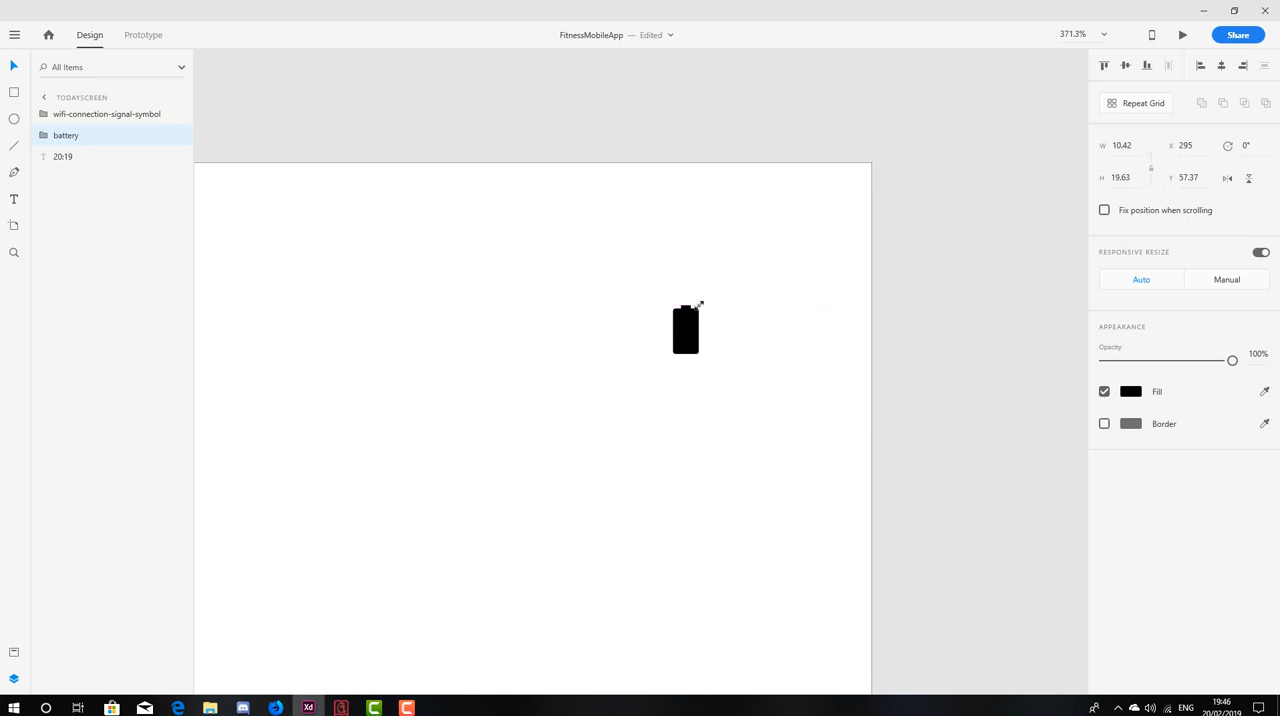 Design Prototype FitnessMobileApp — Edited 371.3% Share
All Items
TODAYSCREEN
wifi-connection-signal-symbol
battery
T 20:19
Repeat Grid
W 10.42 X 295 0°
H 19.63 Y 57.37
Fix position when scrolling
RESPONSIVE RESIZE
Auto Manual
APPEARANCE
Opacity
100%
Fill
Border
Xd ENG 19:46
20/02/2019